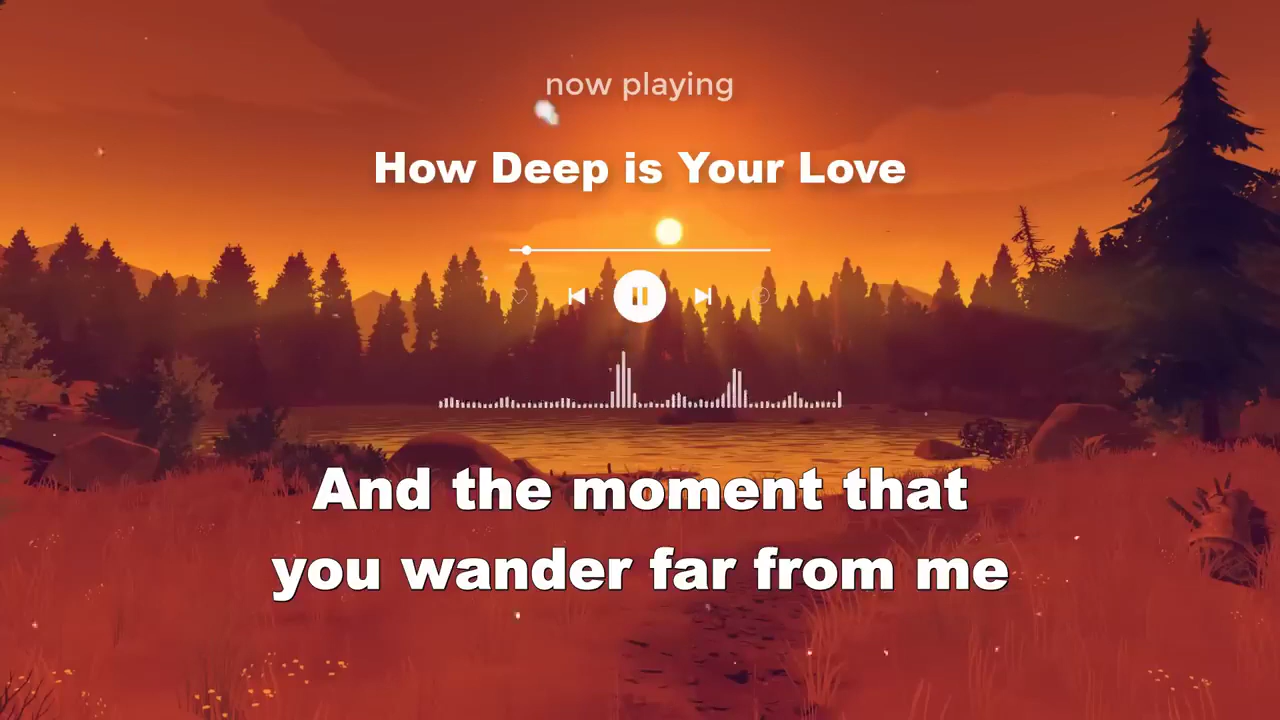 now playing
How Deep is Your Love
And the moment that
you wander far from me